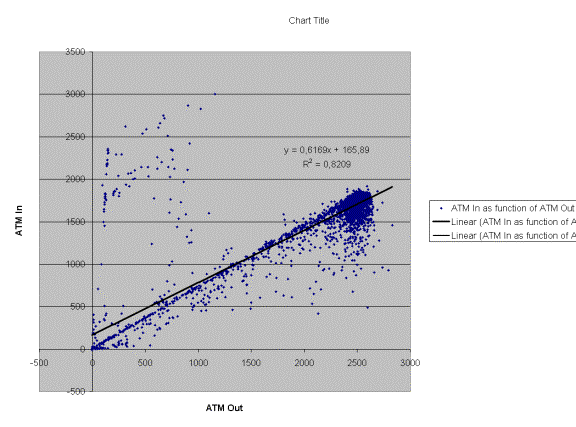 Chart Title
3500
3000
2500
2000
1500
1000
500
0
-500
-500
0
500
1000
1500
2000
2500
3000
ATM In
ATM Out
y = 0,6169x + 165,89
R² = 0,8209
ATM In as function of ATM Out
Linear (ATM In as function of A
Linear (ATM In as function of A